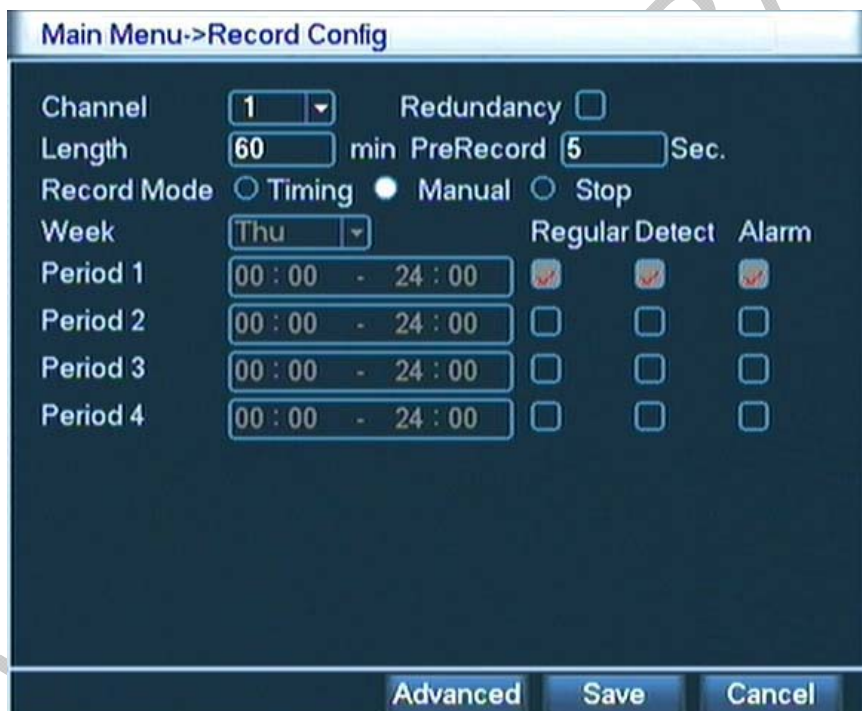 Main Menu->Record Config
Channel 1 Redundancy
Length 60 min PreRecord 5 Sec.
Record Mode Timing Manual Stop
Week Thu Regular Detect Alarm
Period 1 00 : 00 - 24 : 00
Period 2 00 : 00 - 24 : 00
Period 3 00 : 00 - 24 : 00
Period 4 00 : 00 - 24 : 00
Advanced Save Cancel